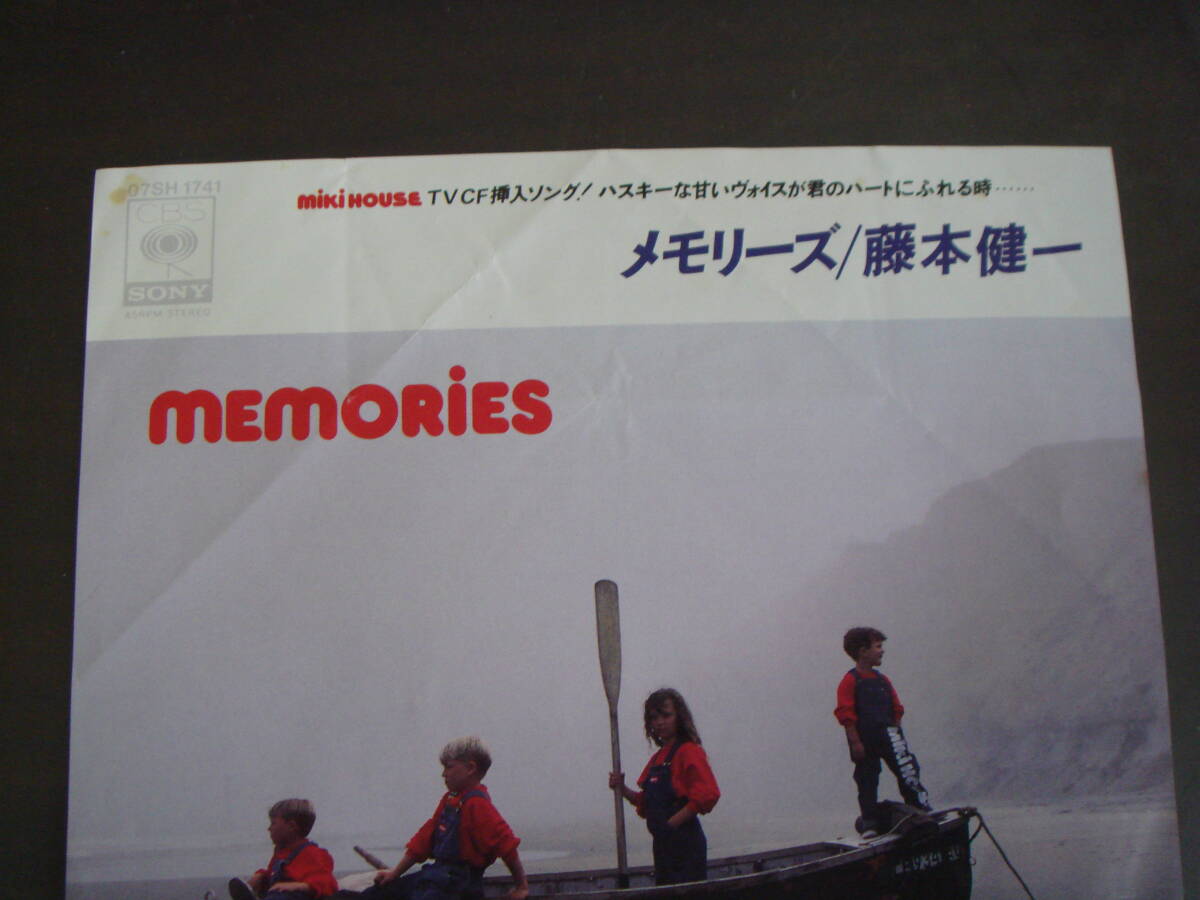 07SH 1741
CBS
SONY
45RPM STEREO
miki HOUSE TVCF挿入ソング! ハスキーな甘いヴォイスが君のハートにふれる時……
メモリーズ/藤本健一
MEMORiES